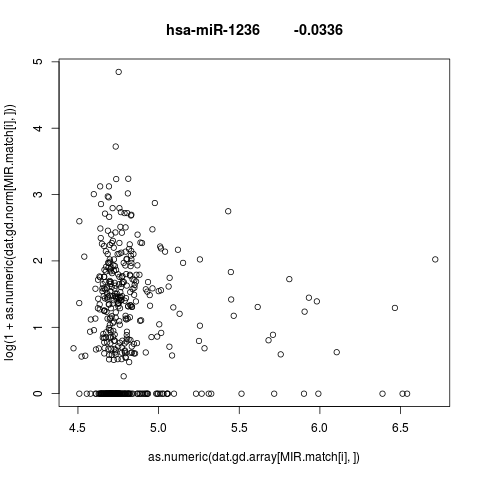 hsa-miR-1236 -0.0336
log(1 + as.numeric(dat.gd.norm[MIR.match[i], ]))
5
4
3
2
1
0
4.5 5.0 5.5 6.0 6.5
as.numeric(dat.gd.array[MIR.match[i], ])